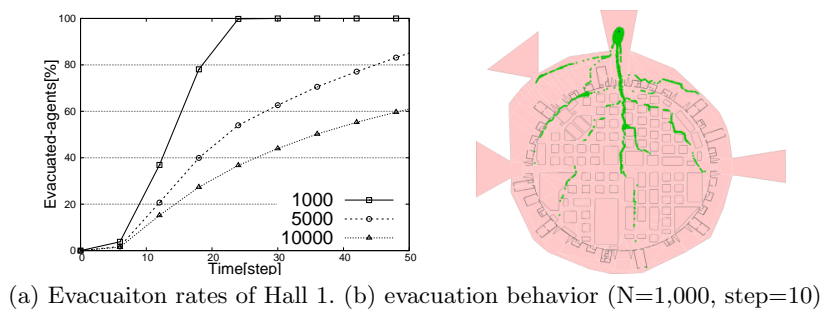 100
80
60
40
20
0
Evacuated-agents[%]
1000
5000
10000
0 10 20 30 40 50
Time[step]
(a) Evacuaiton rates of Hall 1. (b) evacuation behavior (N=1,000, step=10)